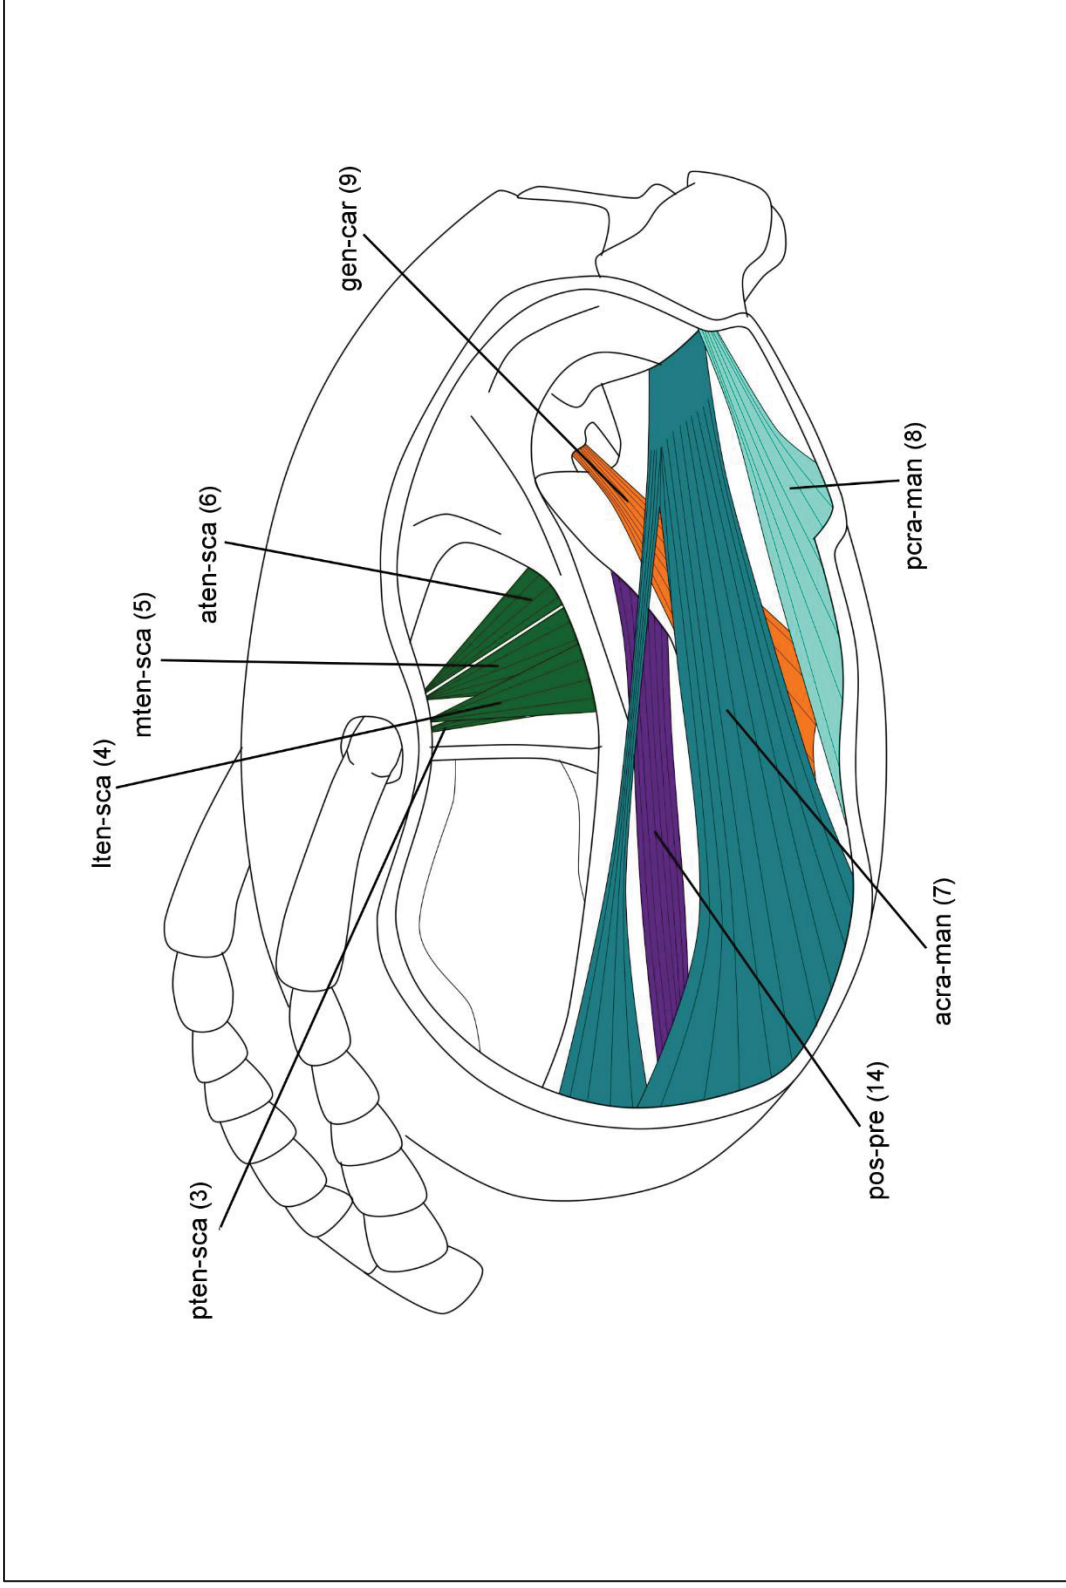 pten-sca (3)
lten-sca (4)
mten-sca (5)
aten-sca (6)
gen-car (9)
pos-pre (14)
acra-man (7)
pcra-man (8)